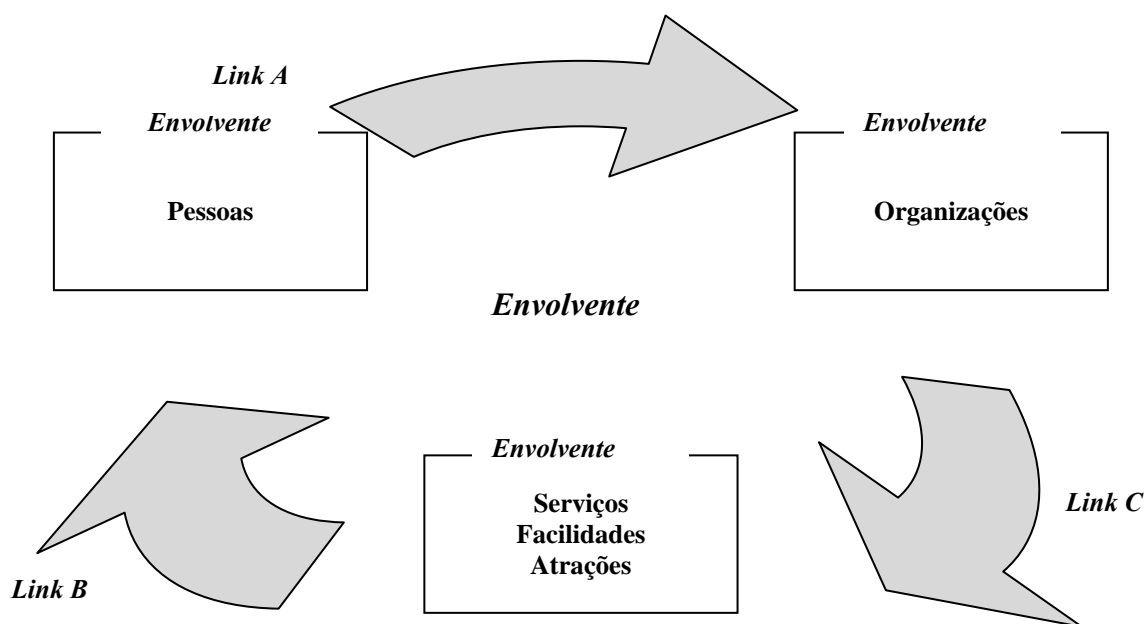 Link A
Envolvente
Envolvente
Pessoas
Organizações
Envolvente
Envolvente
Serviços
Facilidades
Atrações
Link C
Link B